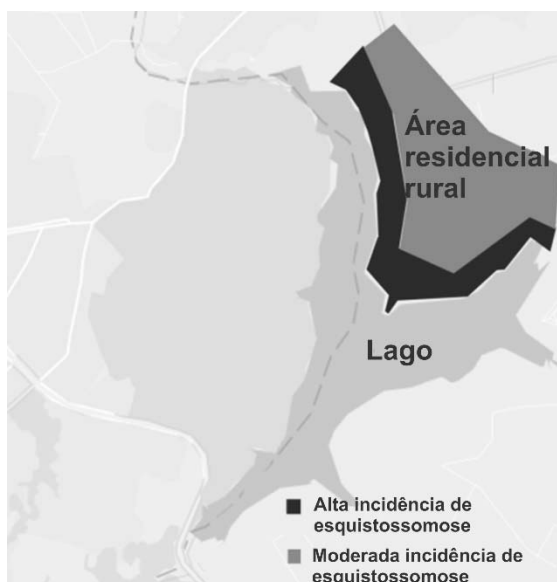 Área
residencial
rural
Lago
Alta incidência de
esquistossomose
Moderada incidência de
esquistossomose